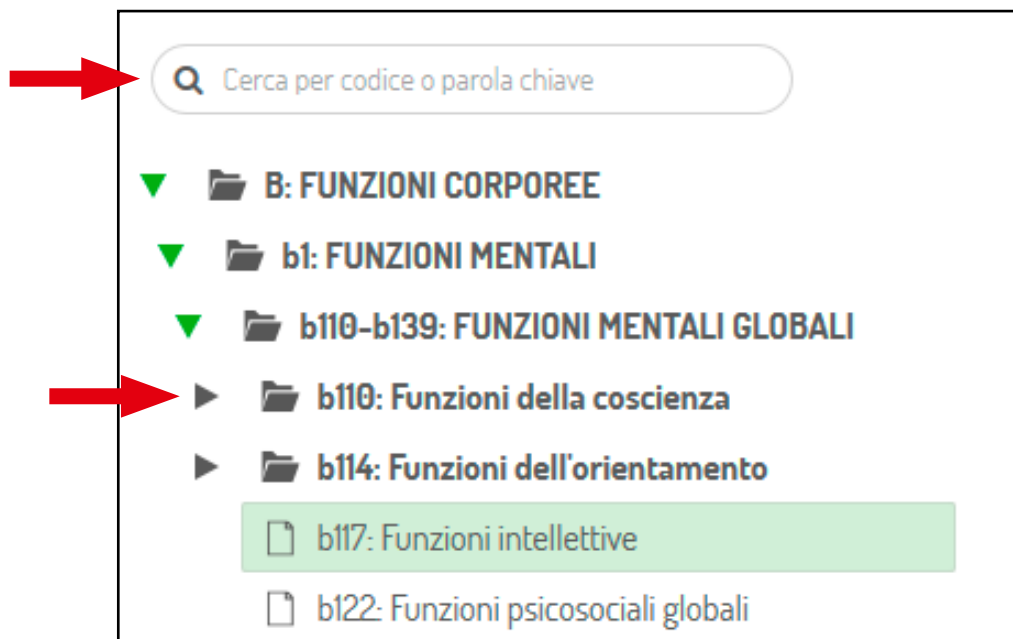 Cerca per codice o parola chiave
B: FUNZIONI CORPOREE
b1: FUNZIONI MENTALI
b110-b139: FUNZIONI MENTALI GLOBALI
b110: Funzioni della coscienza
b114: Funzioni dell'orientamento
b117: Funzioni intellettive
b122: Funzioni psicosociali globali